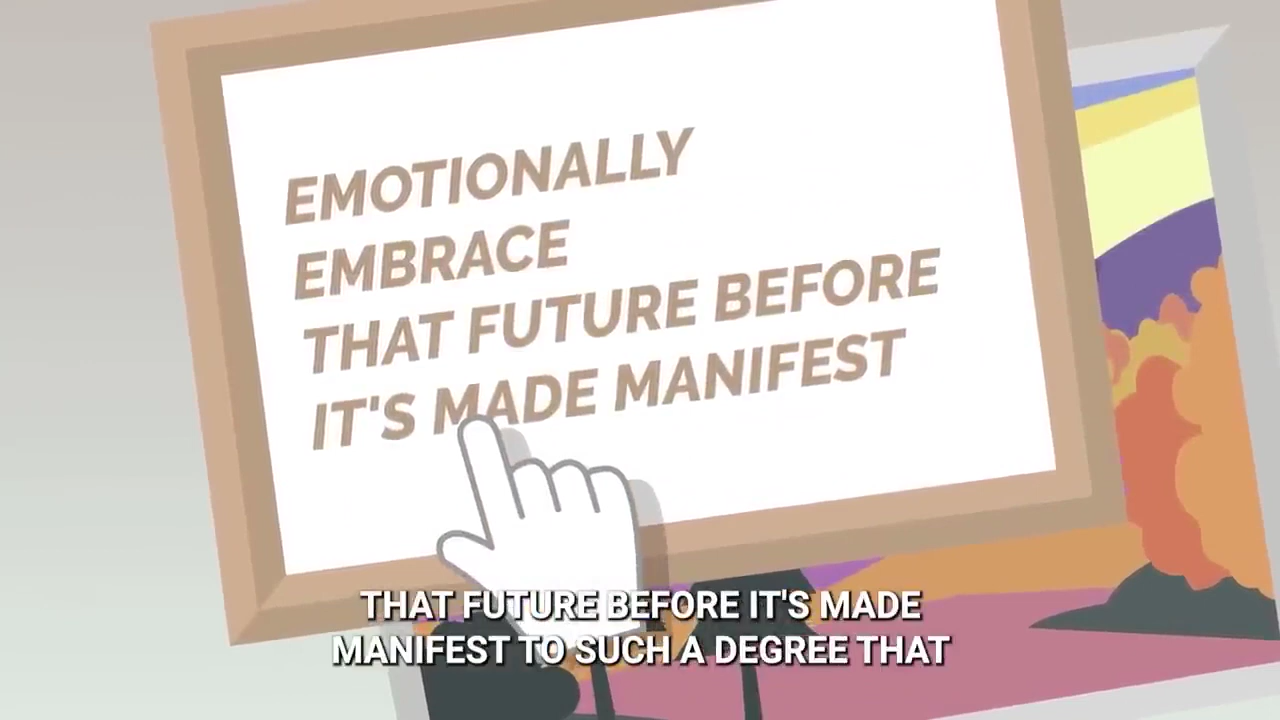 EMOTIONALLY
EMBRACE
THAT FUTURE BEFORE
IT'S MADE MANIFEST
THAT FUTURE BEFORE IT'S MADE
MANIFEST TO SUCH A DEGREE THAT